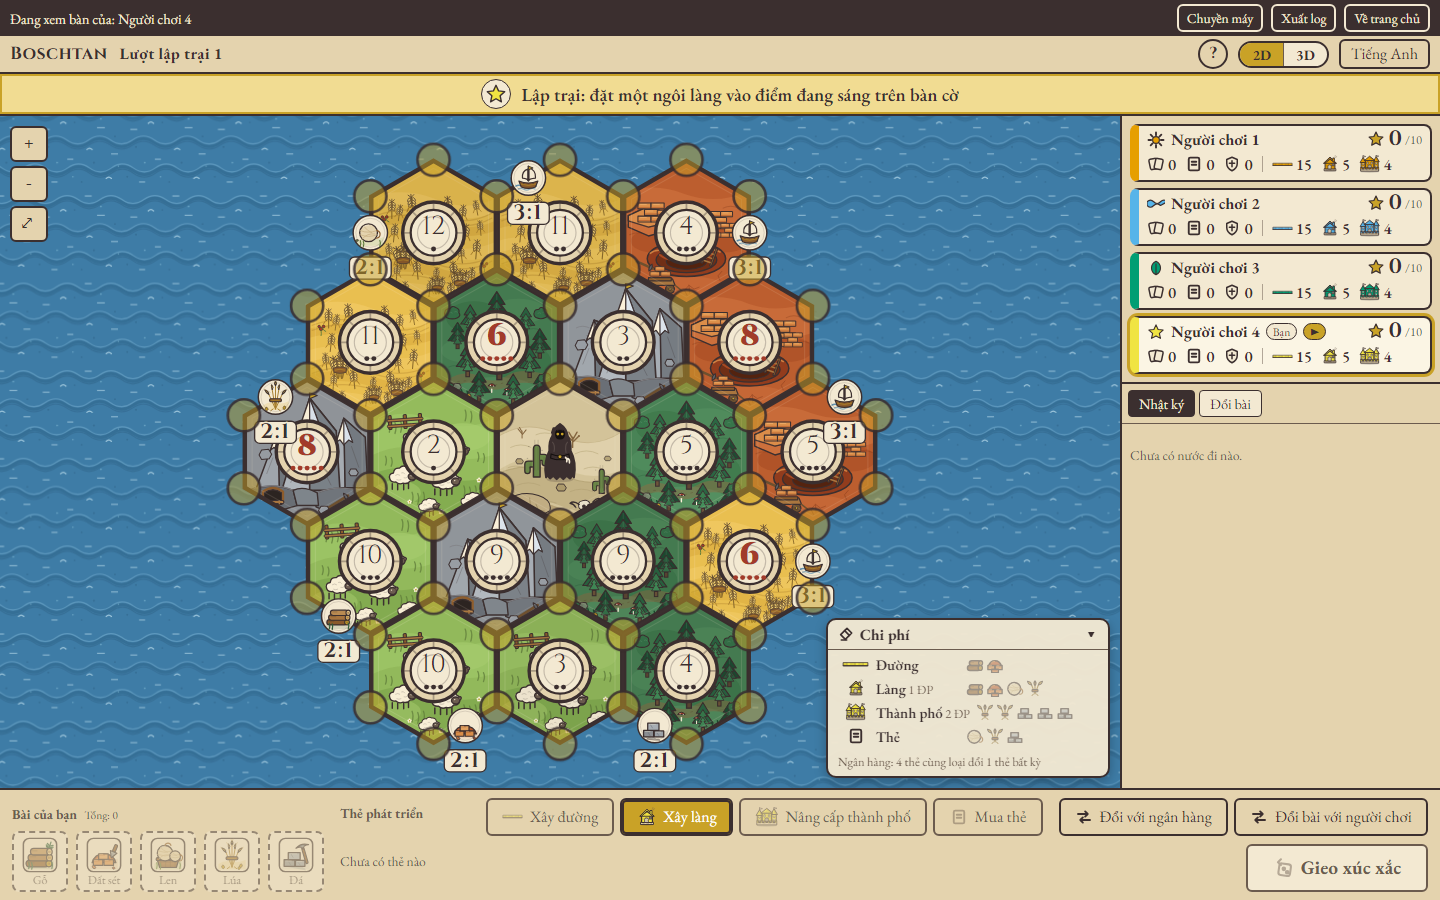 Đang xem bàn của: Người chơi 4
Chuyền máy
Xuất log
Về trang chủ
BOSCHTAN
Lượt lập trại 1
?
2D
3D
Tiếng Anh
Lập trại: đặt một ngôi làng vào điểm đang sáng trên bàn cờ
+
-
12
11
4
3:1
2:1
3:1
11
6
3
8
2:1
8
2
5
5
3:1
10
9
9
6
3:1
2:1
10
3
4
2:1
2:1
Chi phí
Đường
Làng 1 ĐP
Thành phố 2 ĐP
Thẻ
Ngân hàng: 4 thẻ cùng loại đổi 1 thẻ bất kỳ
Người chơi 1
0 /10
0 0 0 15 5 4
Người chơi 2
0 /10
0 0 0 15 5 4
Người chơi 3
0 /10
0 0 0 15 5 4
Người chơi 4 Bạn
0 /10
0 0 0 15 5 4
Nhật ký
Đổi bài
Chưa có nước đi nào.
Bài của bạn Tổng: 0
Gỗ
Đất sét
Len
Lúa
Đá
Thẻ phát triển
Chưa có thẻ nào
Xây đường
Xây làng
Nâng cấp thành phố
Mua thẻ
Đổi với ngân hàng
Đổi bài với người chơi
Gieo xúc xắc